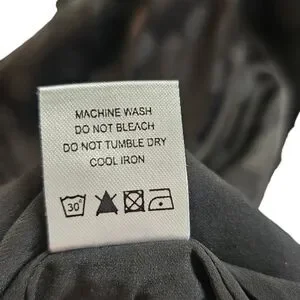 MACHINE WASH
DO NOT BLEACH
DO NOT TUMBLE DRY
COOL IRON
30°